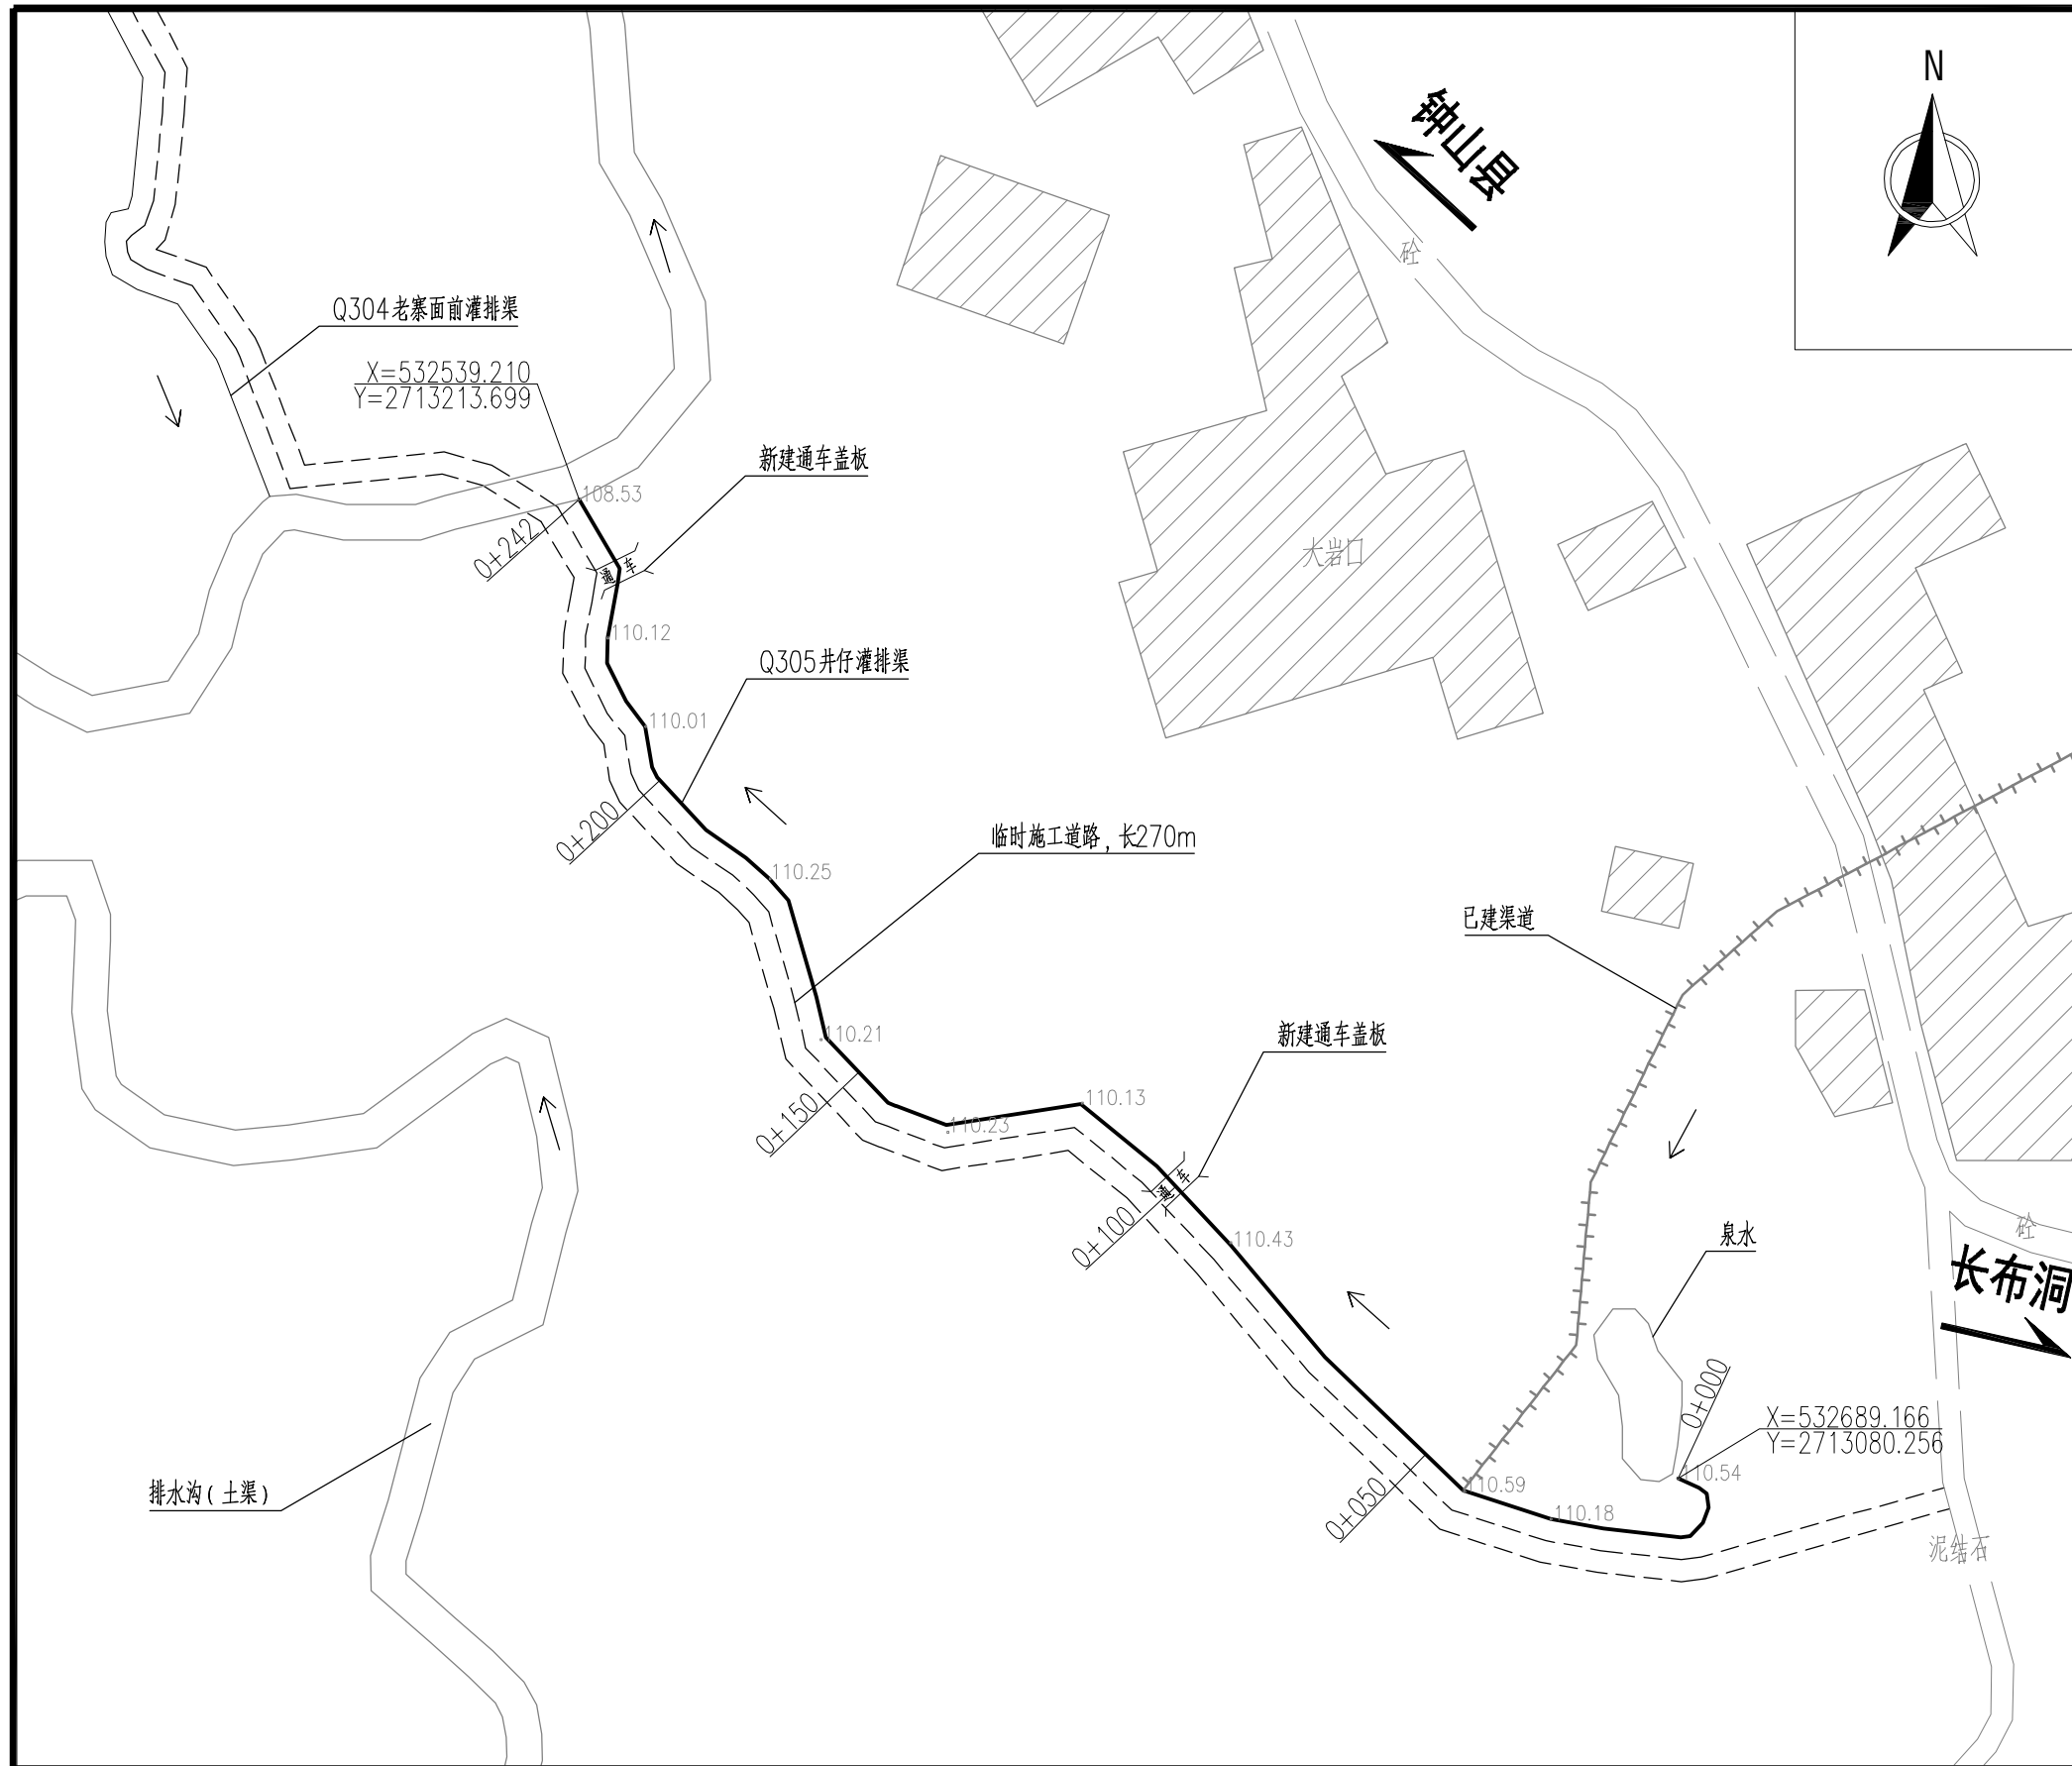 N
钟山县
砼
Q304老寨面前灌排渠
X=532539.210
Y=2713213.699
新建通车盖板
108.53
0+242
通车
大岩口
110.12
Q305井仔灌排渠
110.01
0+200
临时施工道路，长270m
110.25
已建渠道
110.21
新建通车盖板
110.13
0+150
110.23
通车
0+100
110.43
泉水
砼
长布洞
0+000
X=532689.166
Y=2713080.256
110.54
110.59
110.18
0+050
排水沟(土渠)
泥结石